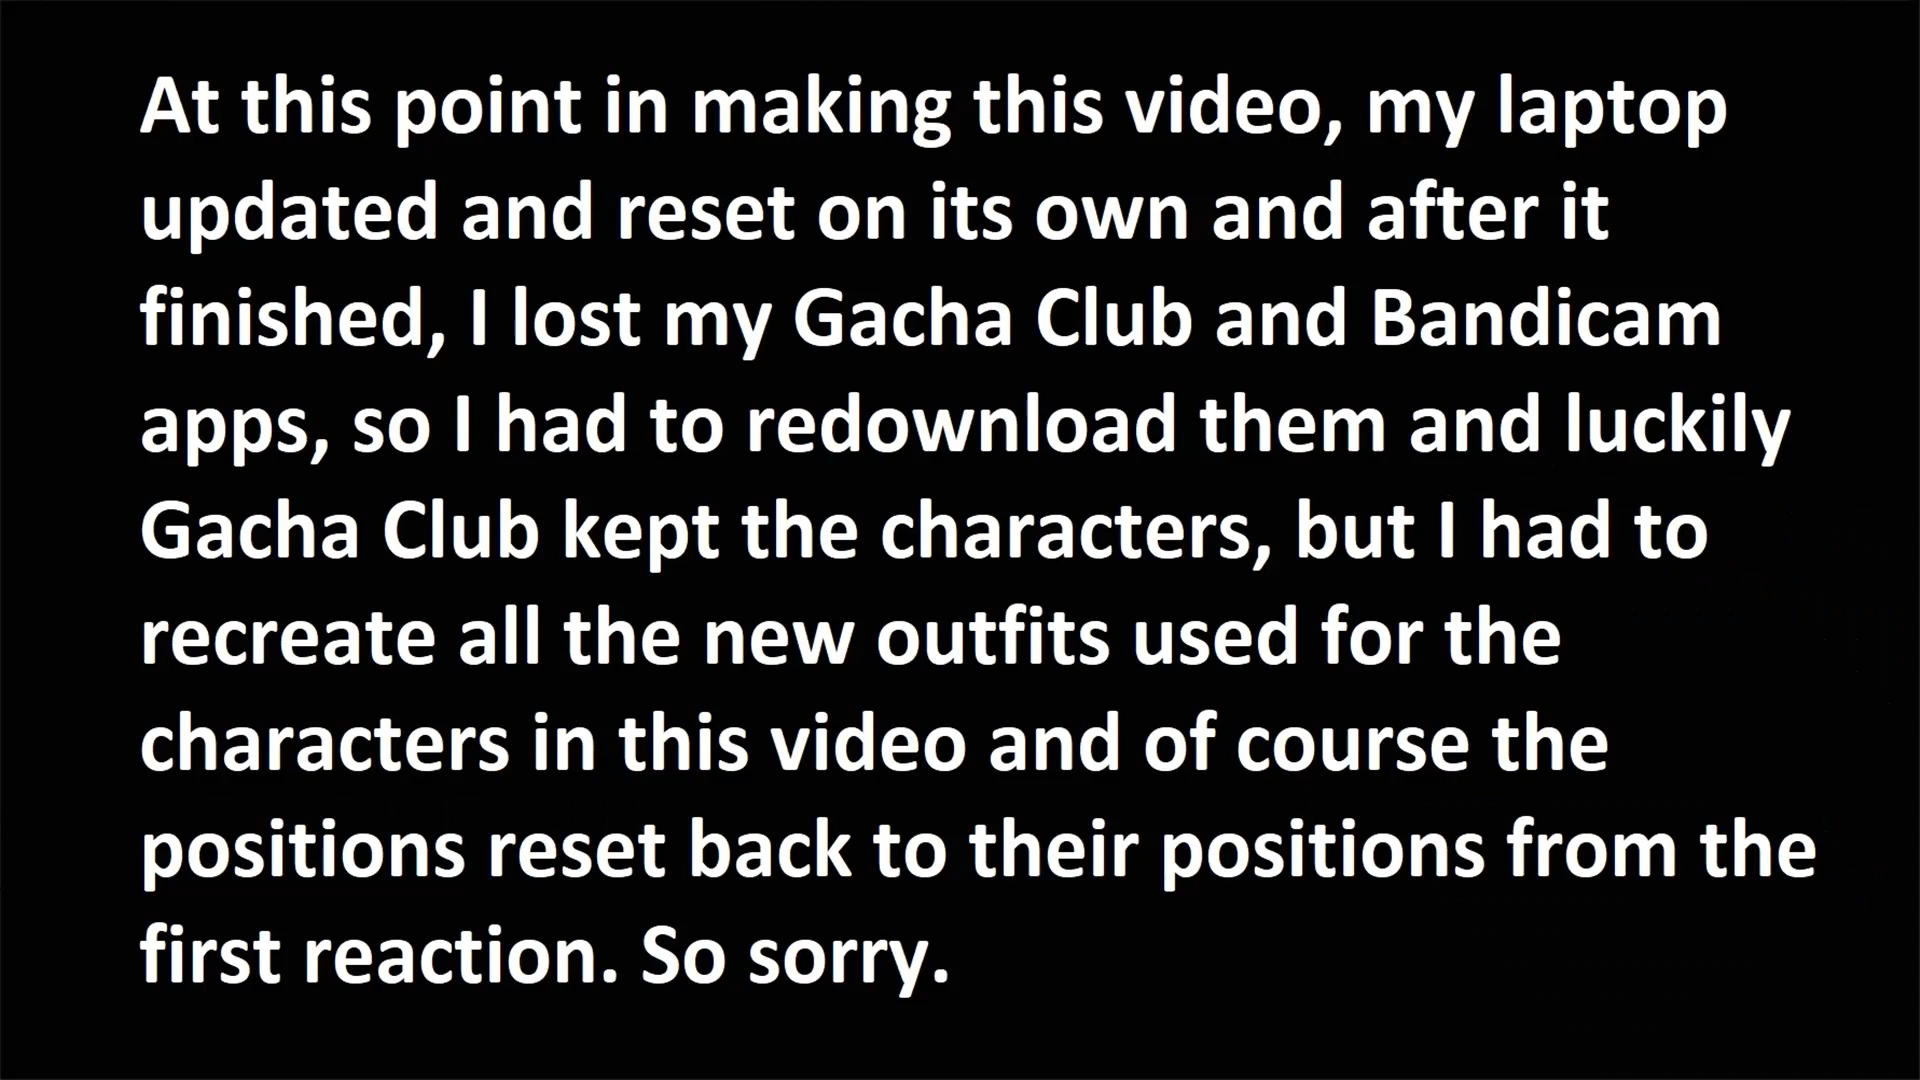 At this point in making this video, my laptop
updated and reset on its own and after it
finished, I lost my Gacha Club and Bandicam
apps, so I had to redownload them and luckily
Gacha Club kept the characters, but I had to
recreate all the new outfits used for the
characters in this video and of course the
positions reset back to their positions from the
first reaction. So sorry.